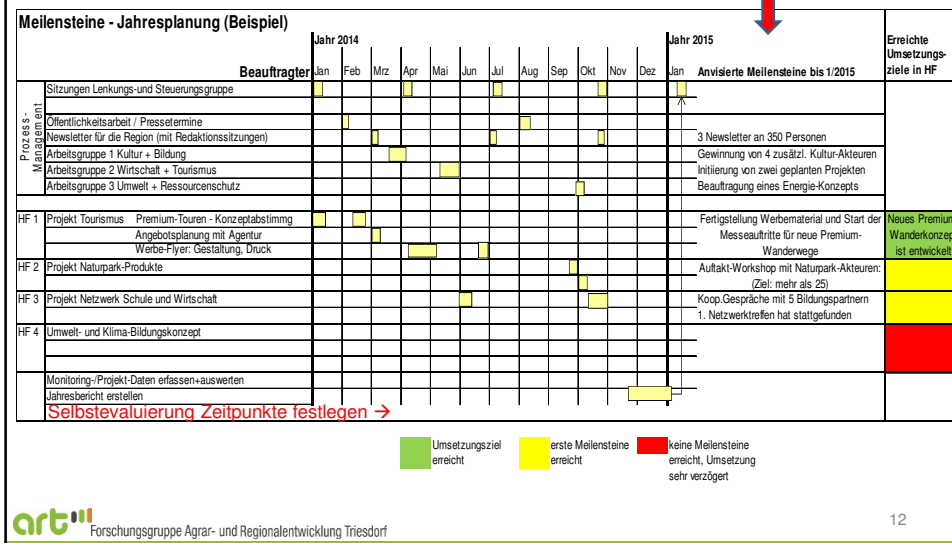 Meilensteine - Jahresplanung (Beispiel)
Jahr 2014
Jahr 2015
Erreichte
Umsetzungs-
ziele in HF
Beauftragter
Jan Feb Mrz Apr Mai Jun Jul Aug Sep Okt Nov Dez Jan
Anvisierte Meilensteine bis 1/2015
Prozess-
Management
Sitzungen Lenkungs-und Steuerungsgruppe
Öffentlichkeitsarbeit / Pressetermine
Newsletter für die Region (mit Redaktionssitzungen)
3 Newsletter an 350 Personen
Arbeitsgruppe 1 Kultur + Bildung
Gewinnung von 4 zusätzl. Kultur-Akteuren
Arbeitsgruppe 2 Wirtschaft + Tourismus
Initiierung von zwei geplanten Projekten
Arbeitsgruppe 3 Umwelt + Ressourcenschutz
Beauftragung eines Energie-Konzepts
HF 1 Projekt Tourismus Premium-Touren - Konzeptabstimmg
Angebotsplanung mit Agentur
Werbe-Flyer: Gestaltung, Druck
Fertigstellung Werbematerial und Start der
Messeauftritte für neue Premium-
Wanderwege
Neues Premium
Wanderkonzep
ist entwickelt
HF 2 Projekt Naturpark-Produkte
Auftakt-Workshop mit Naturpark-Akteuren:
(Ziel: mehr als 25)
HF 3 Projekt Netzwerk Schule und Wirtschaft
Koop.Gespräche mit 5 Bildungspartnern
1. Netzwerktreffen hat stattgefunden
HF 4 Umwelt- und Klima-Bildungskonzept
Monitoring-/Projekt-Daten erfassen+auswerten
Jahresbericht erstellen
Selbstevaluierung Zeitpunkte festlegen →
Umsetzungsziel
erreicht
erste Meilensteine
erreicht
keine Meilensteine
erreicht, Umsetzung
sehr verzögert
art Forschungsgruppe Agrar- und Regionalentwicklung Triesdorf
12